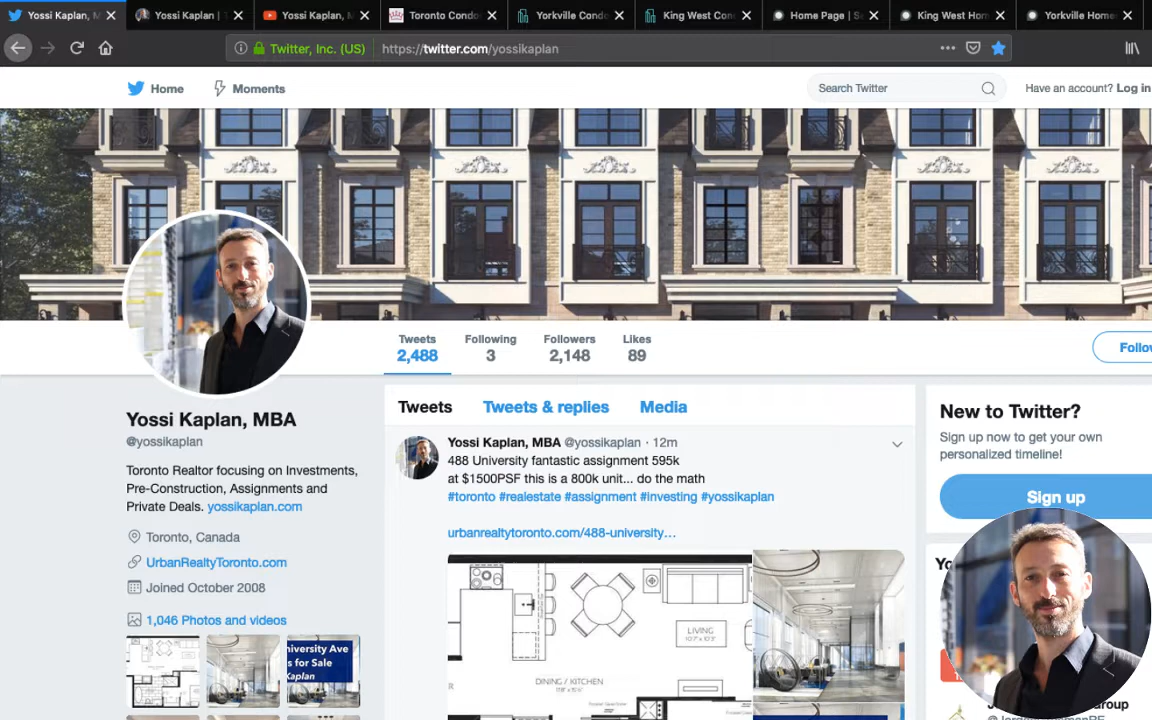 Yossi Kaplan, M
Yossi Kaplan | T
Yossi Kaplan, M
Toronto Condo
Yorkville Condo
King West Con
Home Page | Se
King West Hom
Yorkville Home
Twitter, Inc. (US)
https://twitter.com/yossikaplan
Home
Moments
Search Twitter
Have an account? Log in
Tweets
Following
Followers
Likes
2,488
3
2,148
89
Follow
Yossi Kaplan, MBA
@yossikaplan
Toronto Realtor focusing on Investments,
Pre-Construction, Assignments and
Private Deals. yossikaplan.com
Toronto, Canada
UrbanRealtyToronto.com
Joined October 2008
1,046 Photos and videos
niversity Ave
s for Sale
Kaplan
Tweets
Tweets & replies
Media
Yossi Kaplan, MBA @yossikaplan · 12m
488 University fantastic assignment 595k
at $1500PSF this is a 800k unit... do the math
#toronto #realestate #assignment #investing #yossikaplan
urbanrealtytoronto.com/488-university…
LIVING
DINING / KITCHEN
New to Twitter?
Sign up now to get your own
personalized timeline!
Sign up